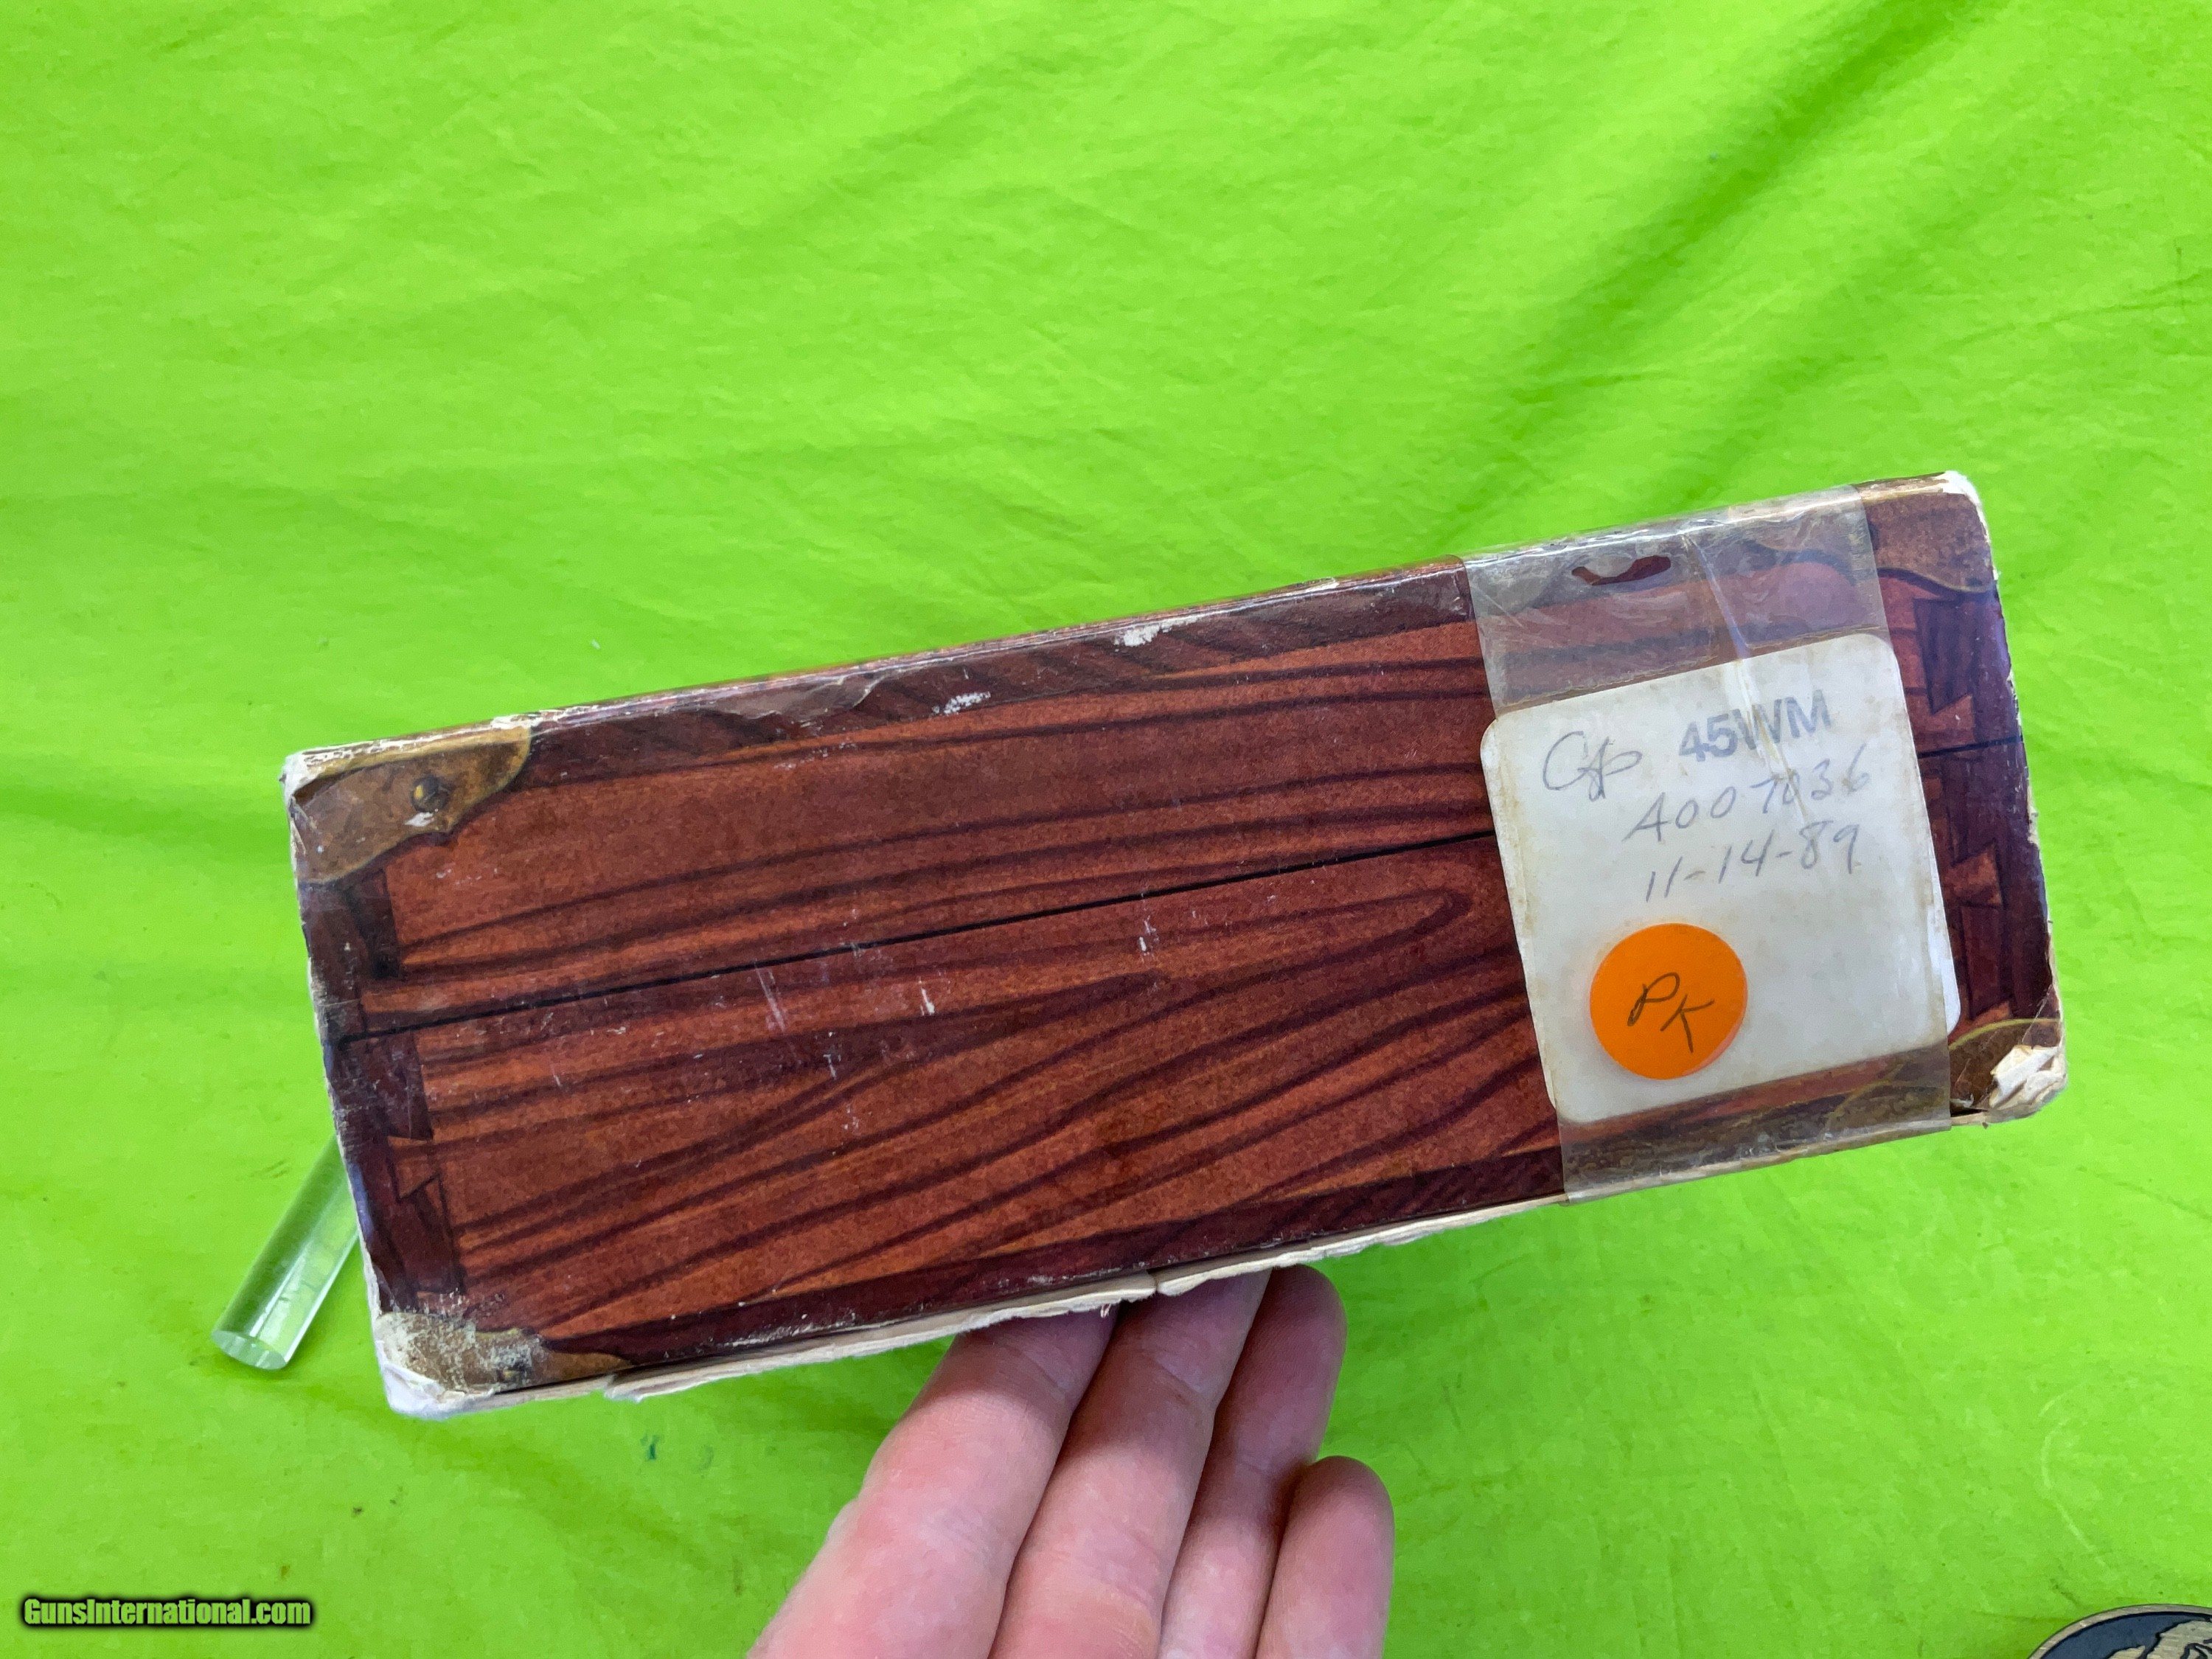 45WM
A007036
11-14-89
PK
GunsInternational.com